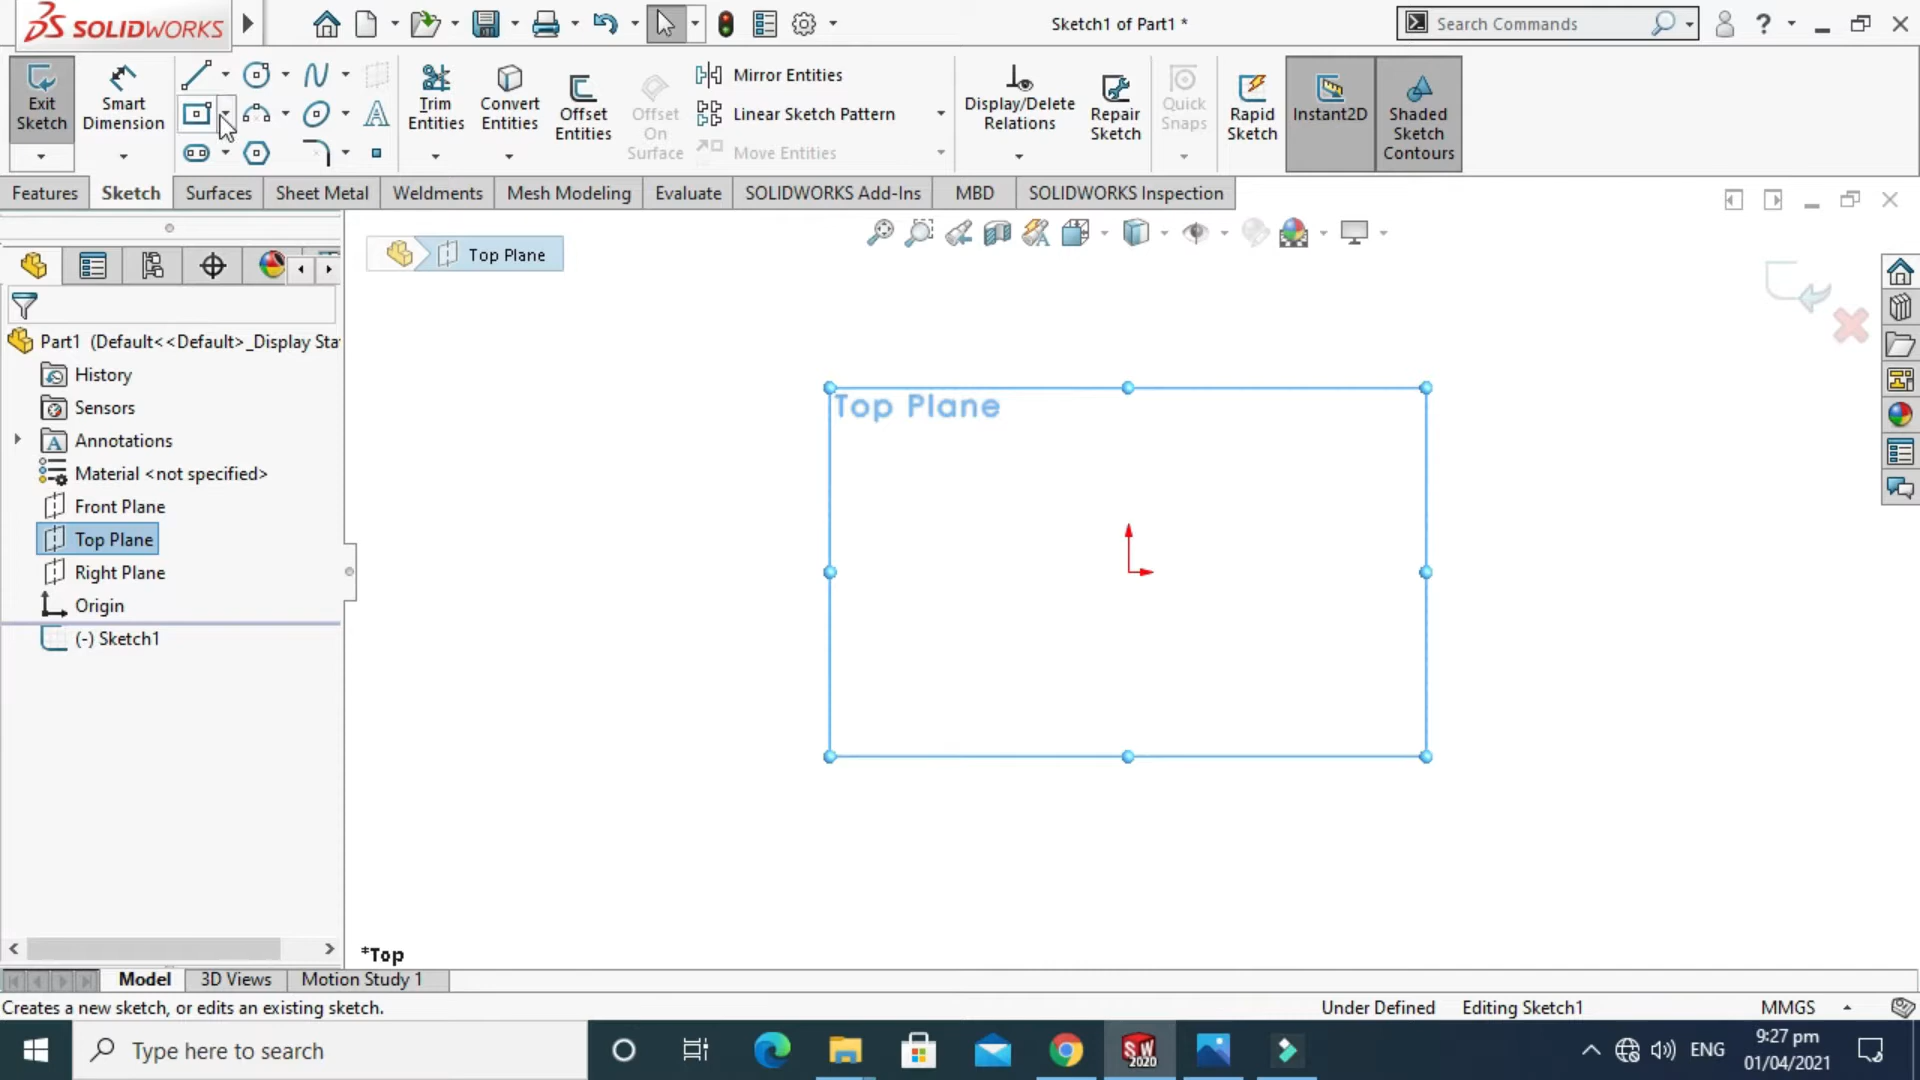 SOLIDWORKS
Sketch1 of Part1 *
Search Commands
?
Exit Sketch
Smart Dimension
Trim Entities
Convert Entities
Offset Entities
Offset On Surface
Mirror Entities
Linear Sketch Pattern
Move Entities
Display/Delete Relations
Repair Sketch
Quick Snaps
Rapid Sketch
Instant2D
Shaded Sketch Contours
Features
Sketch
Surfaces
Sheet Metal
Weldments
Mesh Modeling
Evaluate
SOLIDWORKS Add-Ins
MBD
SOLIDWORKS Inspection
Top Plane
Part1 (Default<<Default>_Display Sta
History
Sensors
Annotations
Material <not specified>
Front Plane
Top Plane
Right Plane
Origin
(-) Sketch1
Top Plane
*Top
Model
3D Views
Motion Study 1
Creates a new sketch, or edits an existing sketch.
Under Defined
Editing Sketch1
MMGS
Type here to search
SW
2020
ENG
9:27 pm
01/04/2021